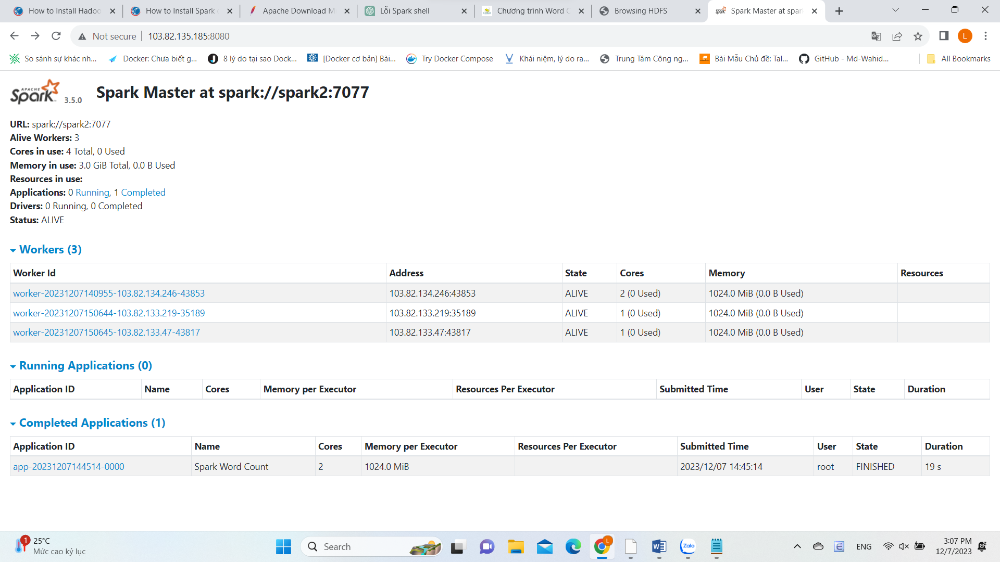 How to Install Hadoo
How to Install Spark
Apache Download Mi
Lỗi Spark shell
Chương trình Word C
Browsing HDFS
Spark Master at spar
Not secure
103.82.135.185:8080
L
So sánh sự khác nh...
Docker: Chưa biết g...
8 lý do tại sao Dock...
[Docker cơ bản] Bài...
Try Docker Compose
Khái niệm, lý do ra...
Trung Tâm Công ng...
Bài Mẫu Chủ đề: Tal...
GitHub - Md-Wahid...
All Bookmarks
APACHE Spark 3.5.0
Spark Master at spark://spark2:7077
URL: spark://spark2:7077
Alive Workers: 3
Cores in use: 4 Total, 0 Used
Memory in use: 3.0 GiB Total, 0.0 B Used
Resources in use:
Applications: 0 Running, 1 Completed
Drivers: 0 Running, 0 Completed
Status: ALIVE
Workers (3)
Worker Id Address State Cores Memory Resources
worker-20231207140955-103.82.134.246-43853 103.82.134.246:43853 ALIVE 2 (0 Used) 1024.0 MiB (0.0 B Used)
worker-20231207150644-103.82.133.219-35189 103.82.133.219:35189 ALIVE 1 (0 Used) 1024.0 MiB (0.0 B Used)
worker-20231207150645-103.82.133.47-43817 103.82.133.47:43817 ALIVE 1 (0 Used) 1024.0 MiB (0.0 B Used)
Running Applications (0)
Application ID Name Cores Memory per Executor Resources Per Executor Submitted Time User State Duration
Completed Applications (1)
Application ID Name Cores Memory per Executor Resources Per Executor Submitted Time User State Duration
app-20231207144514-0000 Spark Word Count 2 1024.0 MiB 2023/12/07 14:45:14 root FINISHED 19 s
1
25°C
Mức cao kỷ lục
Search
L
Zalo
ENG
3:07 PM
12/7/2023